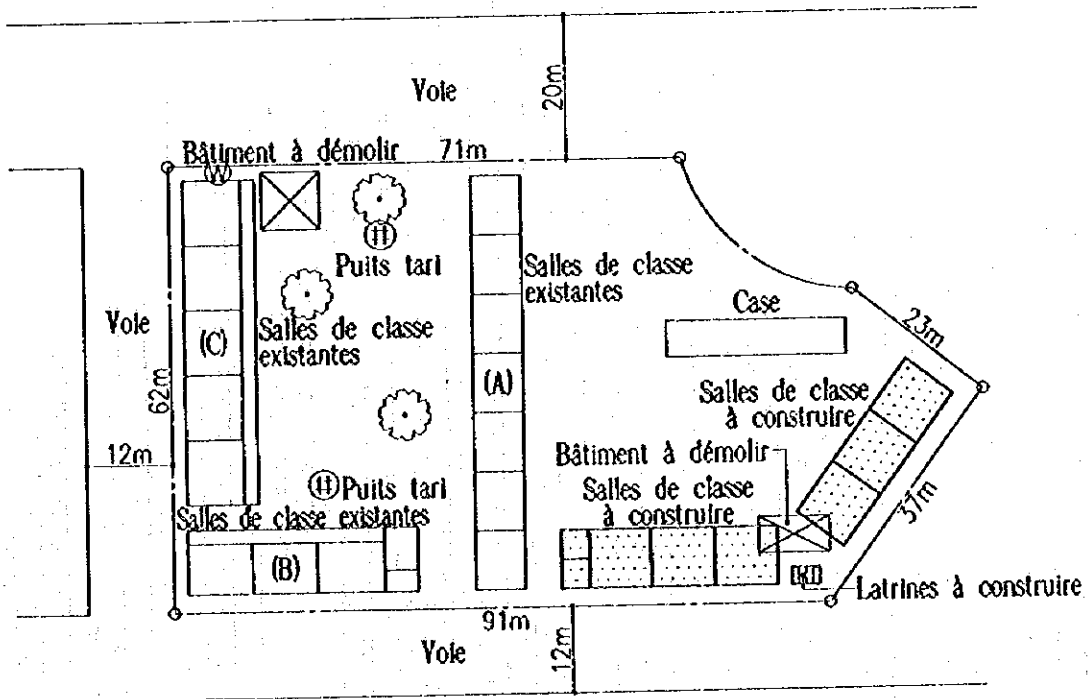 Voie
20m
Bâtiment à démolir
71m
W
H
Puits tari
Salles de classe
existantes
Voie
Case
23m
(C)
Salles de classe
existantes
(A)
62m
Salles de classe
à construire
12m
Bâtiment à démolir
H
Puits tari
Salles de classe
à construire
37m
Salles de classe existantes
(B)
Latrines à construire
91m
Voie
12m